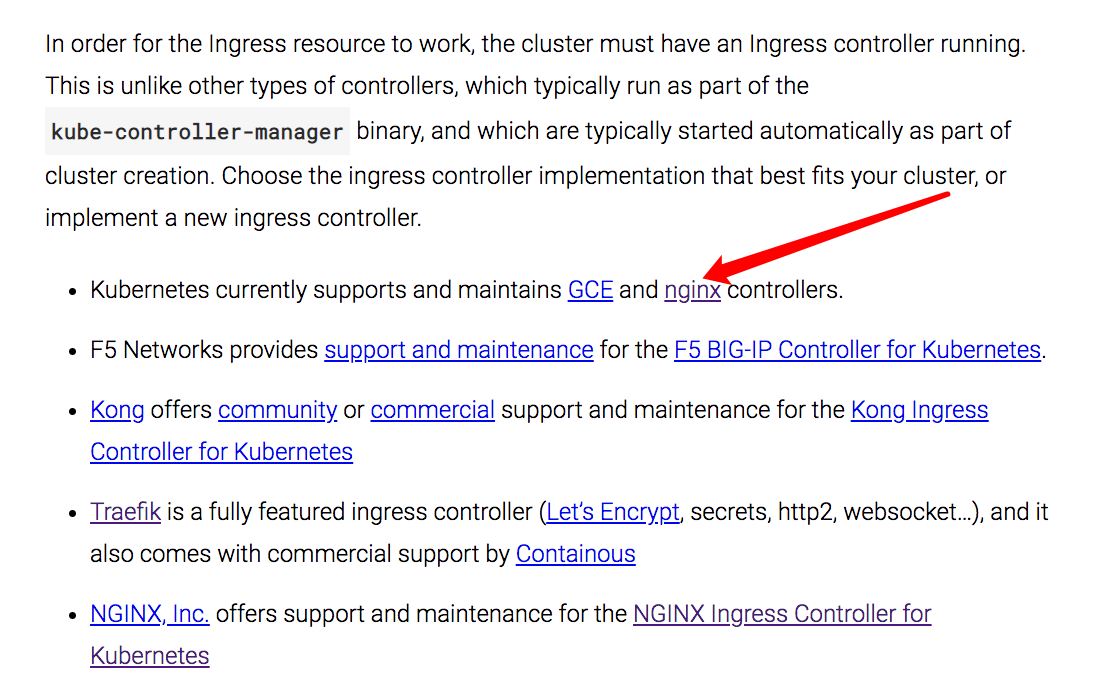 In order for the Ingress resource to work, the cluster must have an Ingress controller running.
This is unlike other types of controllers, which typically run as part of the
kube-controller-manager binary, and which are typically started automatically as part of
cluster creation. Choose the ingress controller implementation that best fits your cluster, or
implement a new ingress controller.
• Kubernetes currently supports and maintains GCE and nginx controllers.
• F5 Networks provides support and maintenance for the F5 BIG-IP Controller for Kubernetes.
• Kong offers community or commercial support and maintenance for the Kong Ingress
Controller for Kubernetes
• Traefik is a fully featured ingress controller (Let’s Encrypt, secrets, http2, websocket…), and it
also comes with commercial support by Containous
• NGINX, Inc. offers support and maintenance for the NGINX Ingress Controller for
Kubernetes